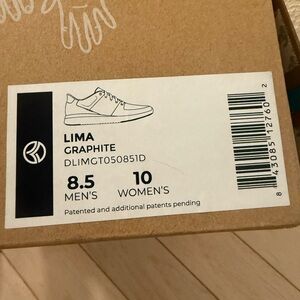 LIMA
GRAPHITE
DLIMGT050851D
8.5
MEN'S
10
WOMEN'S
Patented and additional patents pending
8 43085 12760 2